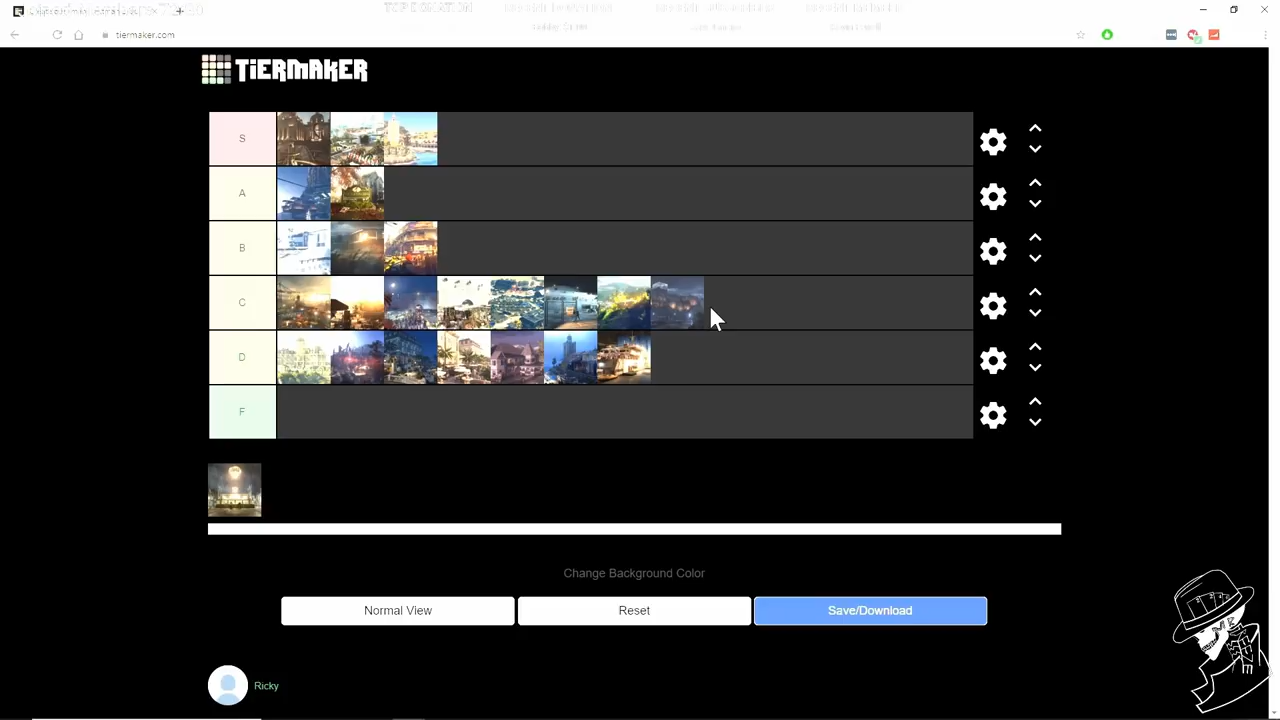 tiermaker.com
TiERMAKER
S
A
B
C
D
F
Change Background Color
Normal View
Reset
Save/Download
Ricky